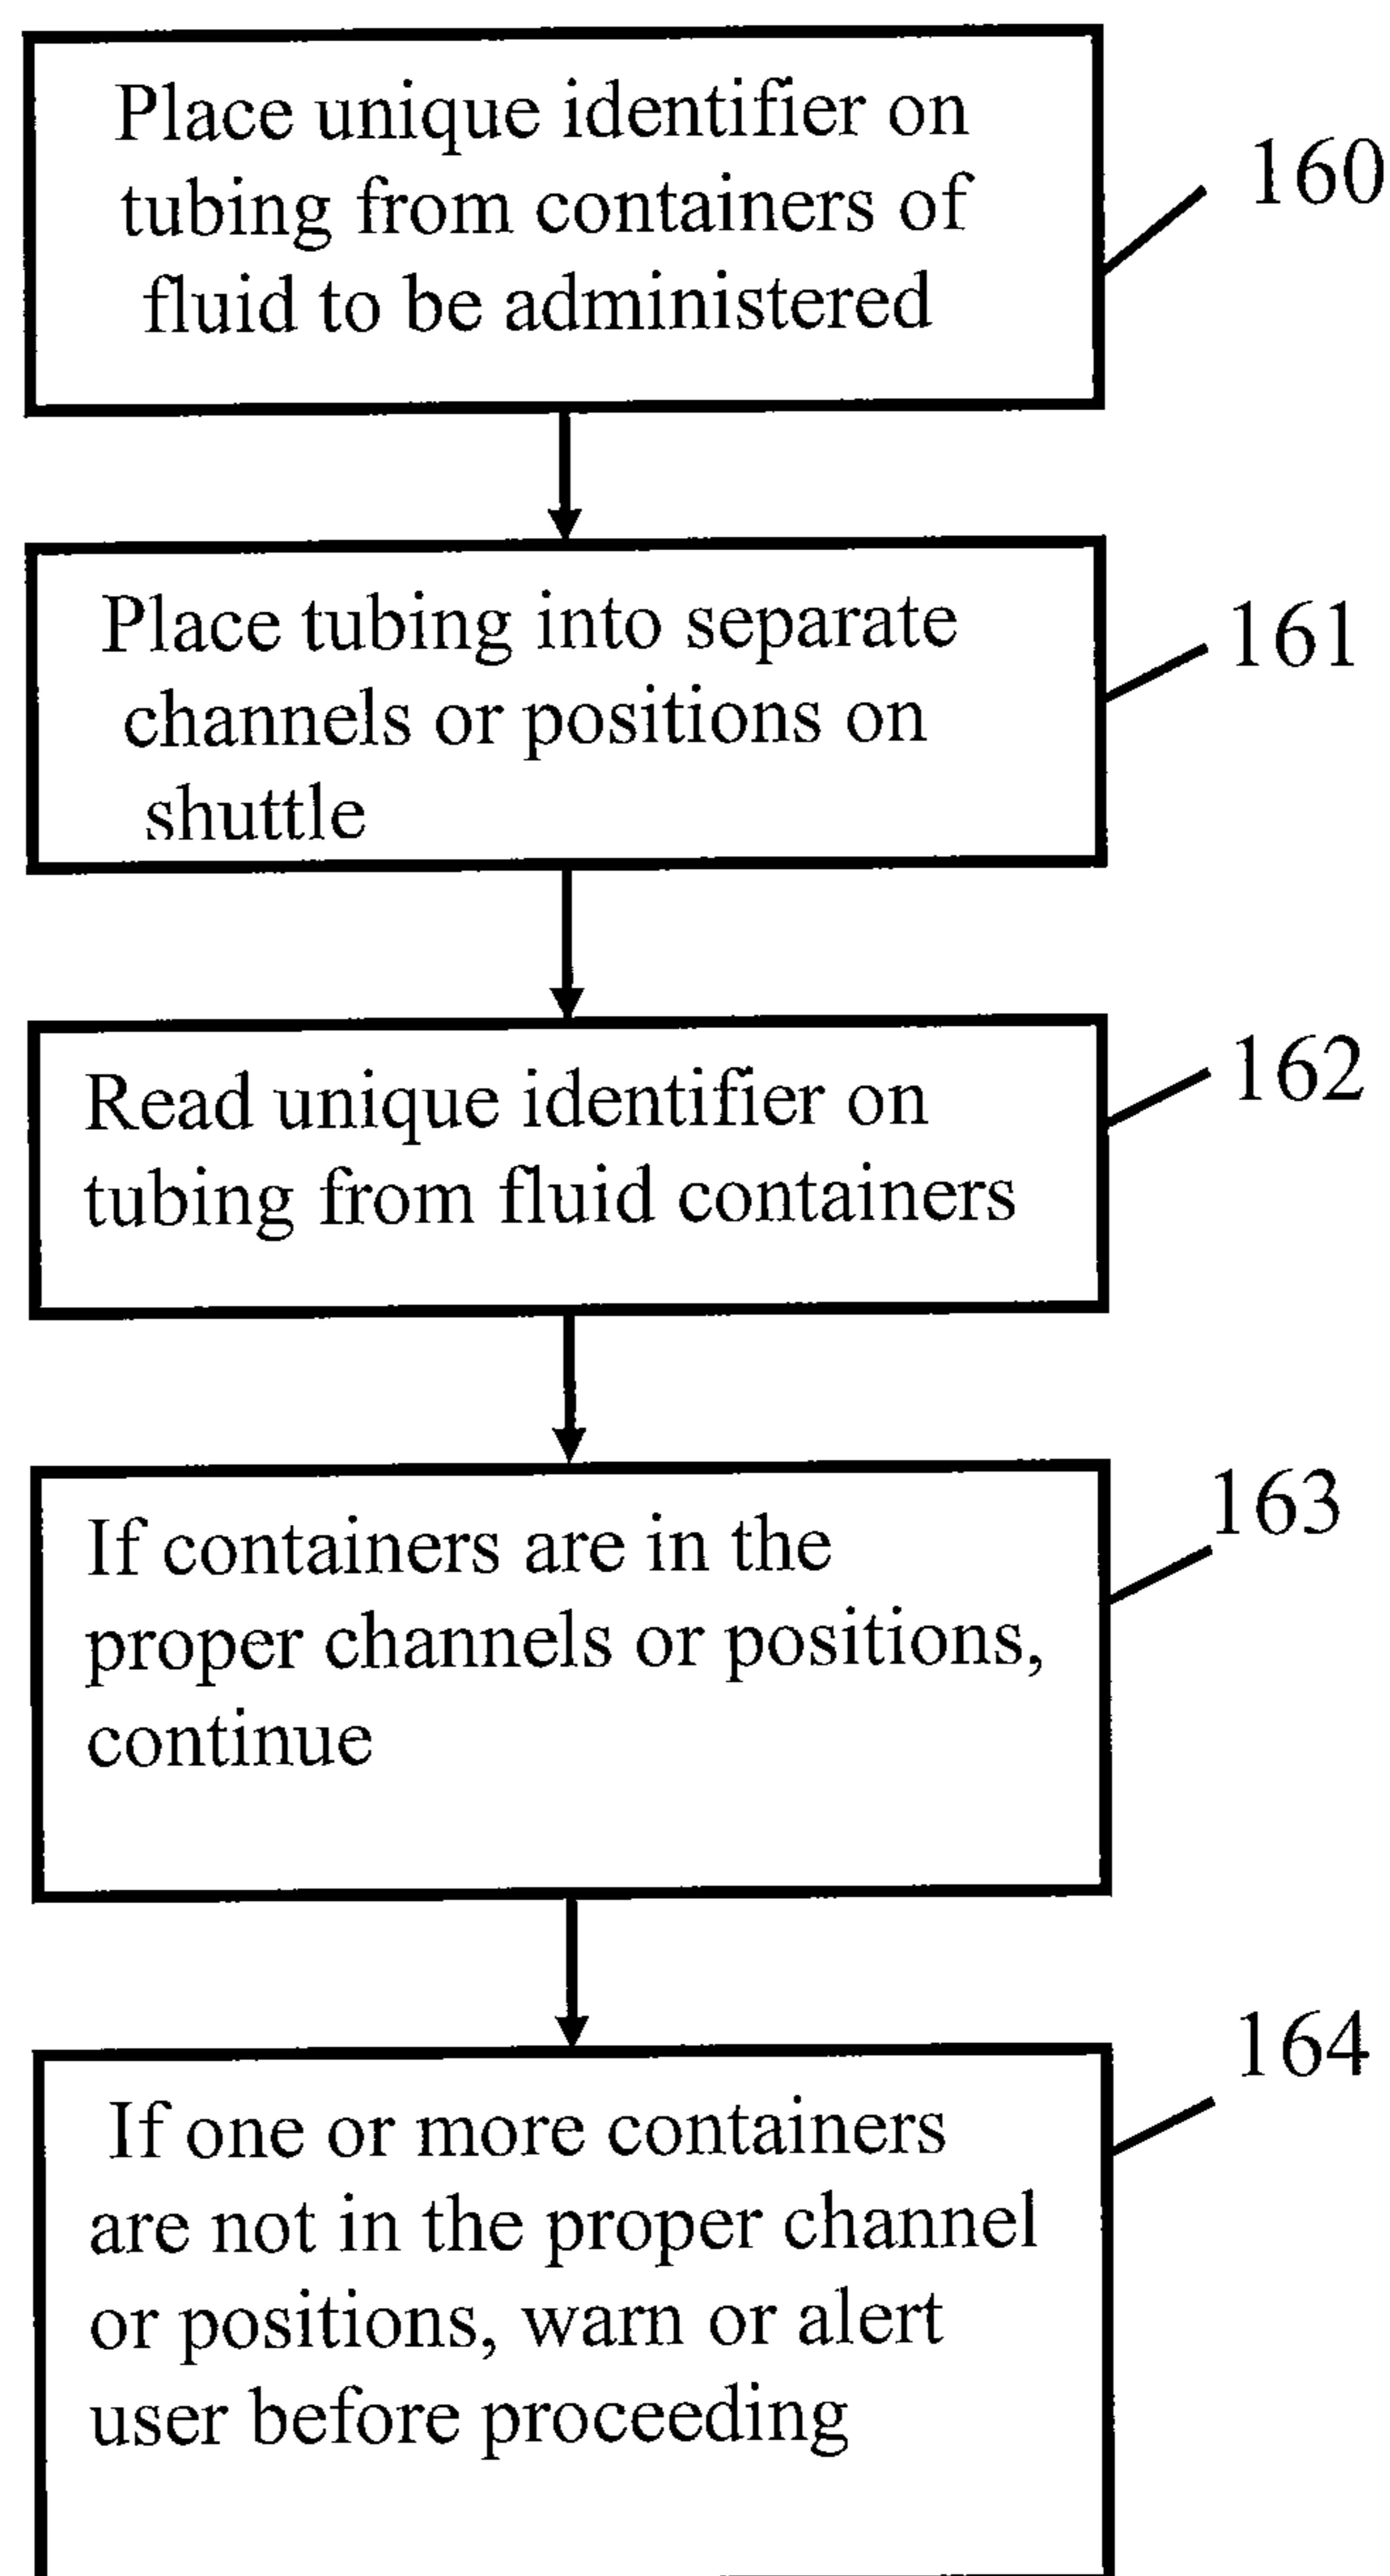 Place unique identifier on
tubing from containers of
fluid to be administered
160
Place tubing into separate
channels or positions on
shuttle
161
Read unique identifier on
tubing from fluid containers
162
If containers are in the
proper channels or positions,
continue
163
If one or more containers
are not in the proper channel
or positions, warn or alert
user before proceeding
164